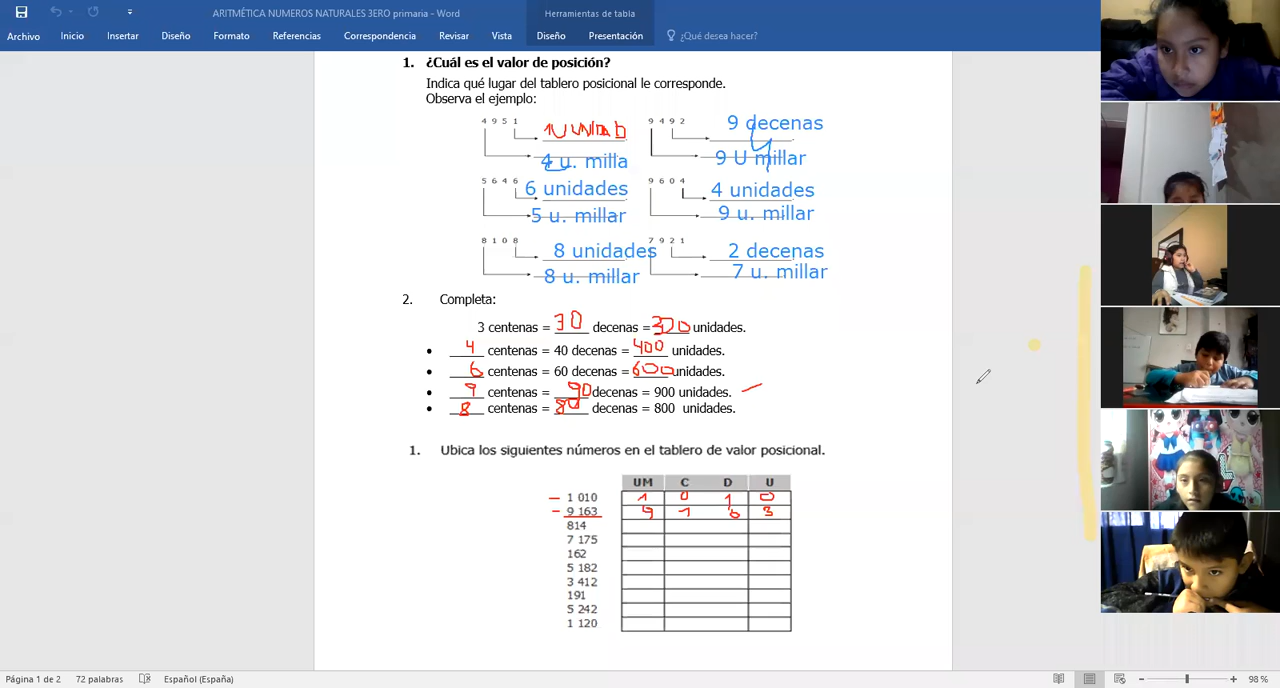 ARITMÉTICA NUMEROS NATURALES 3ERO primaria - Word
Herramientas de tabla
Archivo Inicio Insertar Diseño Formato Referencias Correspondencia Revisar Vista Diseño Presentación ¿Qué desea hacer?
1. ¿Cuál es el valor de posición?
Indica qué lugar del tablero posicional le corresponde.
Observa el ejemplo:
4 9 5 1 1U UNIDAD
4 u. milla
9 4 9 2 9 decenas
9 U millar
5 6 4 6 6 unidades
5 u. millar
9 6 0 4 4 unidades
9 u. millar
8 1 0 8 8 unidades
8 u. millar
7 9 2 1 2 decenas
7 u. millar
2. Completa:
3 centenas = 30 decenas = 300 unidades.
• 4 centenas = 40 decenas = 400 unidades.
• 6 centenas = 60 decenas = 600 unidades.
• 9 centenas = 90 decenas = 900 unidades.
• 8 centenas = 80 decenas = 800 unidades.
1. Ubica los siguientes números en el tablero de valor posicional.
UM C D U
1 010 1 0 1 0
9 163 9 1 6 3
814
7 175
162
5 182
3 412
191
5 242
1 120
Página 1 de 2 72 palabras Español (España) 98 %